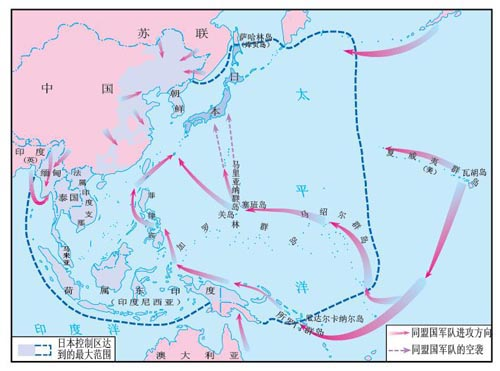 苏 联
萨哈林岛
(库页岛)
中 国
日
本
朝
鲜
太
平
洋
印 度
(英)
缅甸
法
属
印
度
支
那
泰国
菲
律
宾
马里亚纳群岛
塞班岛
关岛
夏 威 夷 群 岛
(美)
瓦胡岛
马 绍 尔 群 岛
加 罗 林 群 岛
马
来
亚
荷 属 东 印 度
(印度尼西亚)
印 度 洋
所罗门群岛
瓜达尔卡纳尔岛
澳 大 利 亚
日本控制区达
到的最大范围
同盟国军队进攻方向
同盟国军队的空袭